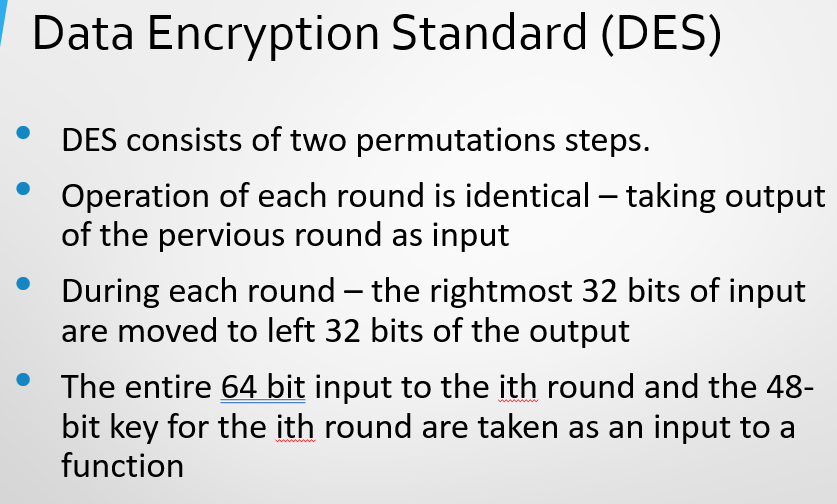 Data Encryption Standard (DES)
• DES consists of two permutations steps.
• Operation of each round is identical – taking output
of the pervious round as input
• During each round – the rightmost 32 bits of input
are moved to left 32 bits of the output
• The entire 64 bit input to the ith round and the 48-
bit key for the ith round are taken as an input to a
function